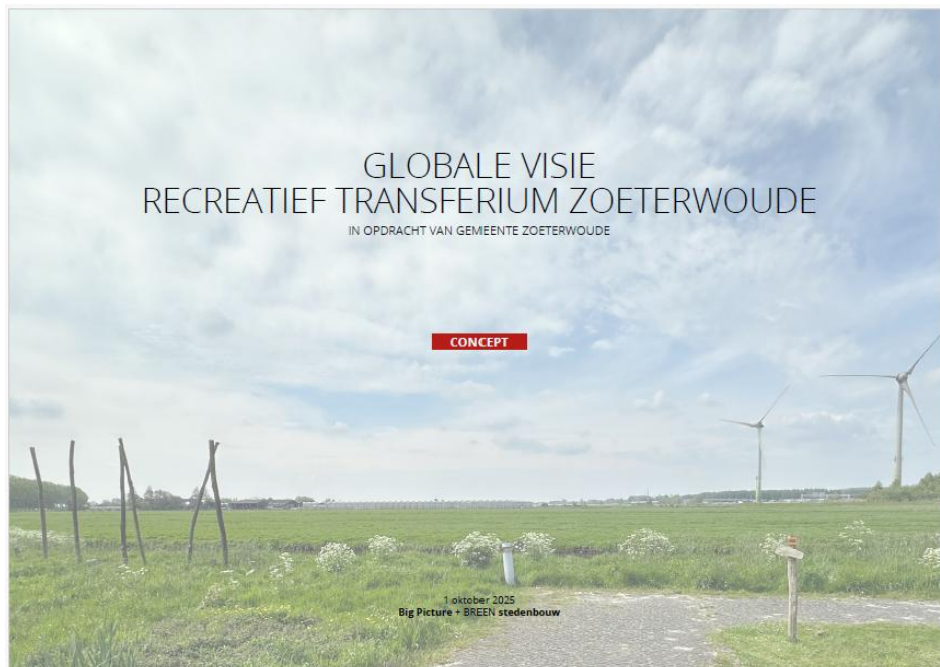 GLOBALE VISIE
RECREATIEF TRANSFERIUM ZOETERWOUDE
IN OPDRACHT VAN GEMEENTE ZOETERWOUDE
CONCEPT
1 oktober 2025
Big Picture + BREEN stedenbouw